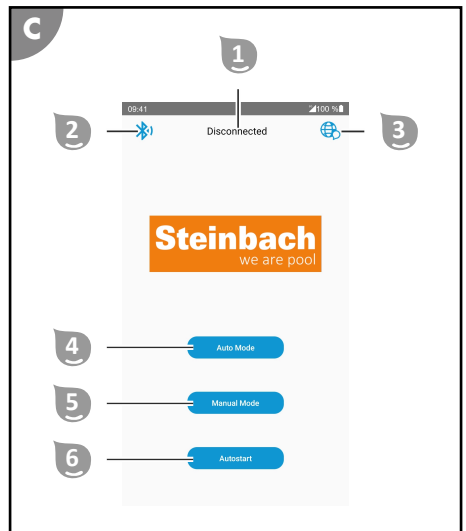 C
1
09:41
100 %
2
Disconnected
3
Steinbach
we are pool
4
Auto Mode
5
Manual Mode
6
Autostart